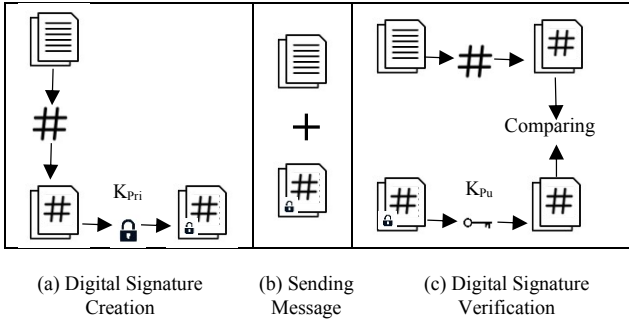 #
#
K_Pri
#
#
+
#
#
#
Comparing
K_Pu
#
#
(a) Digital Signature
Creation
(b) Sending
Message
(c) Digital Signature
Verification